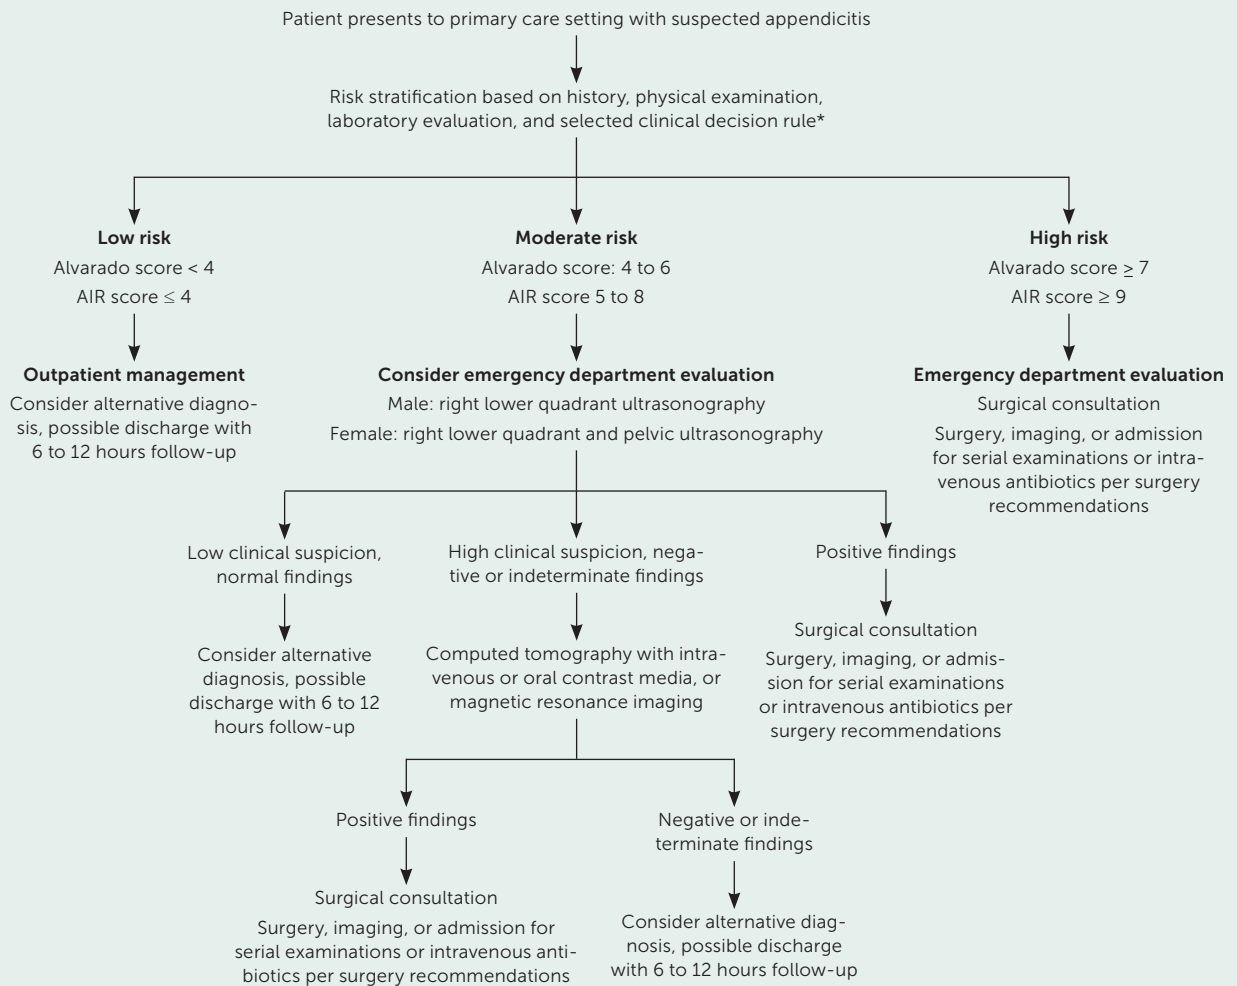 Patient presents to primary care setting with suspected appendicitis
Risk stratification based on history, physical examination,
laboratory evaluation, and selected clinical decision rule*
Low risk
Alvarado score < 4
AIR score ≤ 4
Moderate risk
Alvarado score: 4 to 6
AIR score 5 to 8
High risk
Alvarado score ≥ 7
AIR score ≥ 9
Outpatient management
Consider alternative diagno-
sis, possible discharge with
6 to 12 hours follow-up
Consider emergency department evaluation
Male: right lower quadrant ultrasonography
Female: right lower quadrant and pelvic ultrasonography
Emergency department evaluation
Surgical consultation
Surgery, imaging, or admission
for serial examinations or intra-
venous antibiotics per surgery
recommendations
Low clinical suspicion,
normal findings
High clinical suspicion, nega-
tive or indeterminate findings
Positive findings
Consider alternative
diagnosis, possible
discharge with 6 to 12
hours follow-up
Computed tomography with intra-
venous or oral contrast media, or
magnetic resonance imaging
Surgical consultation
Surgery, imaging, or admis-
sion for serial examinations
or intravenous antibiotics per
surgery recommendations
Positive findings
Negative or inde-
terminate findings
Surgical consultation
Surgery, imaging, or admission for
serial examinations or intravenous anti-
biotics per surgery recommendations
Consider alternative diag-
nosis, possible discharge
with 6 to 12 hours follow-up